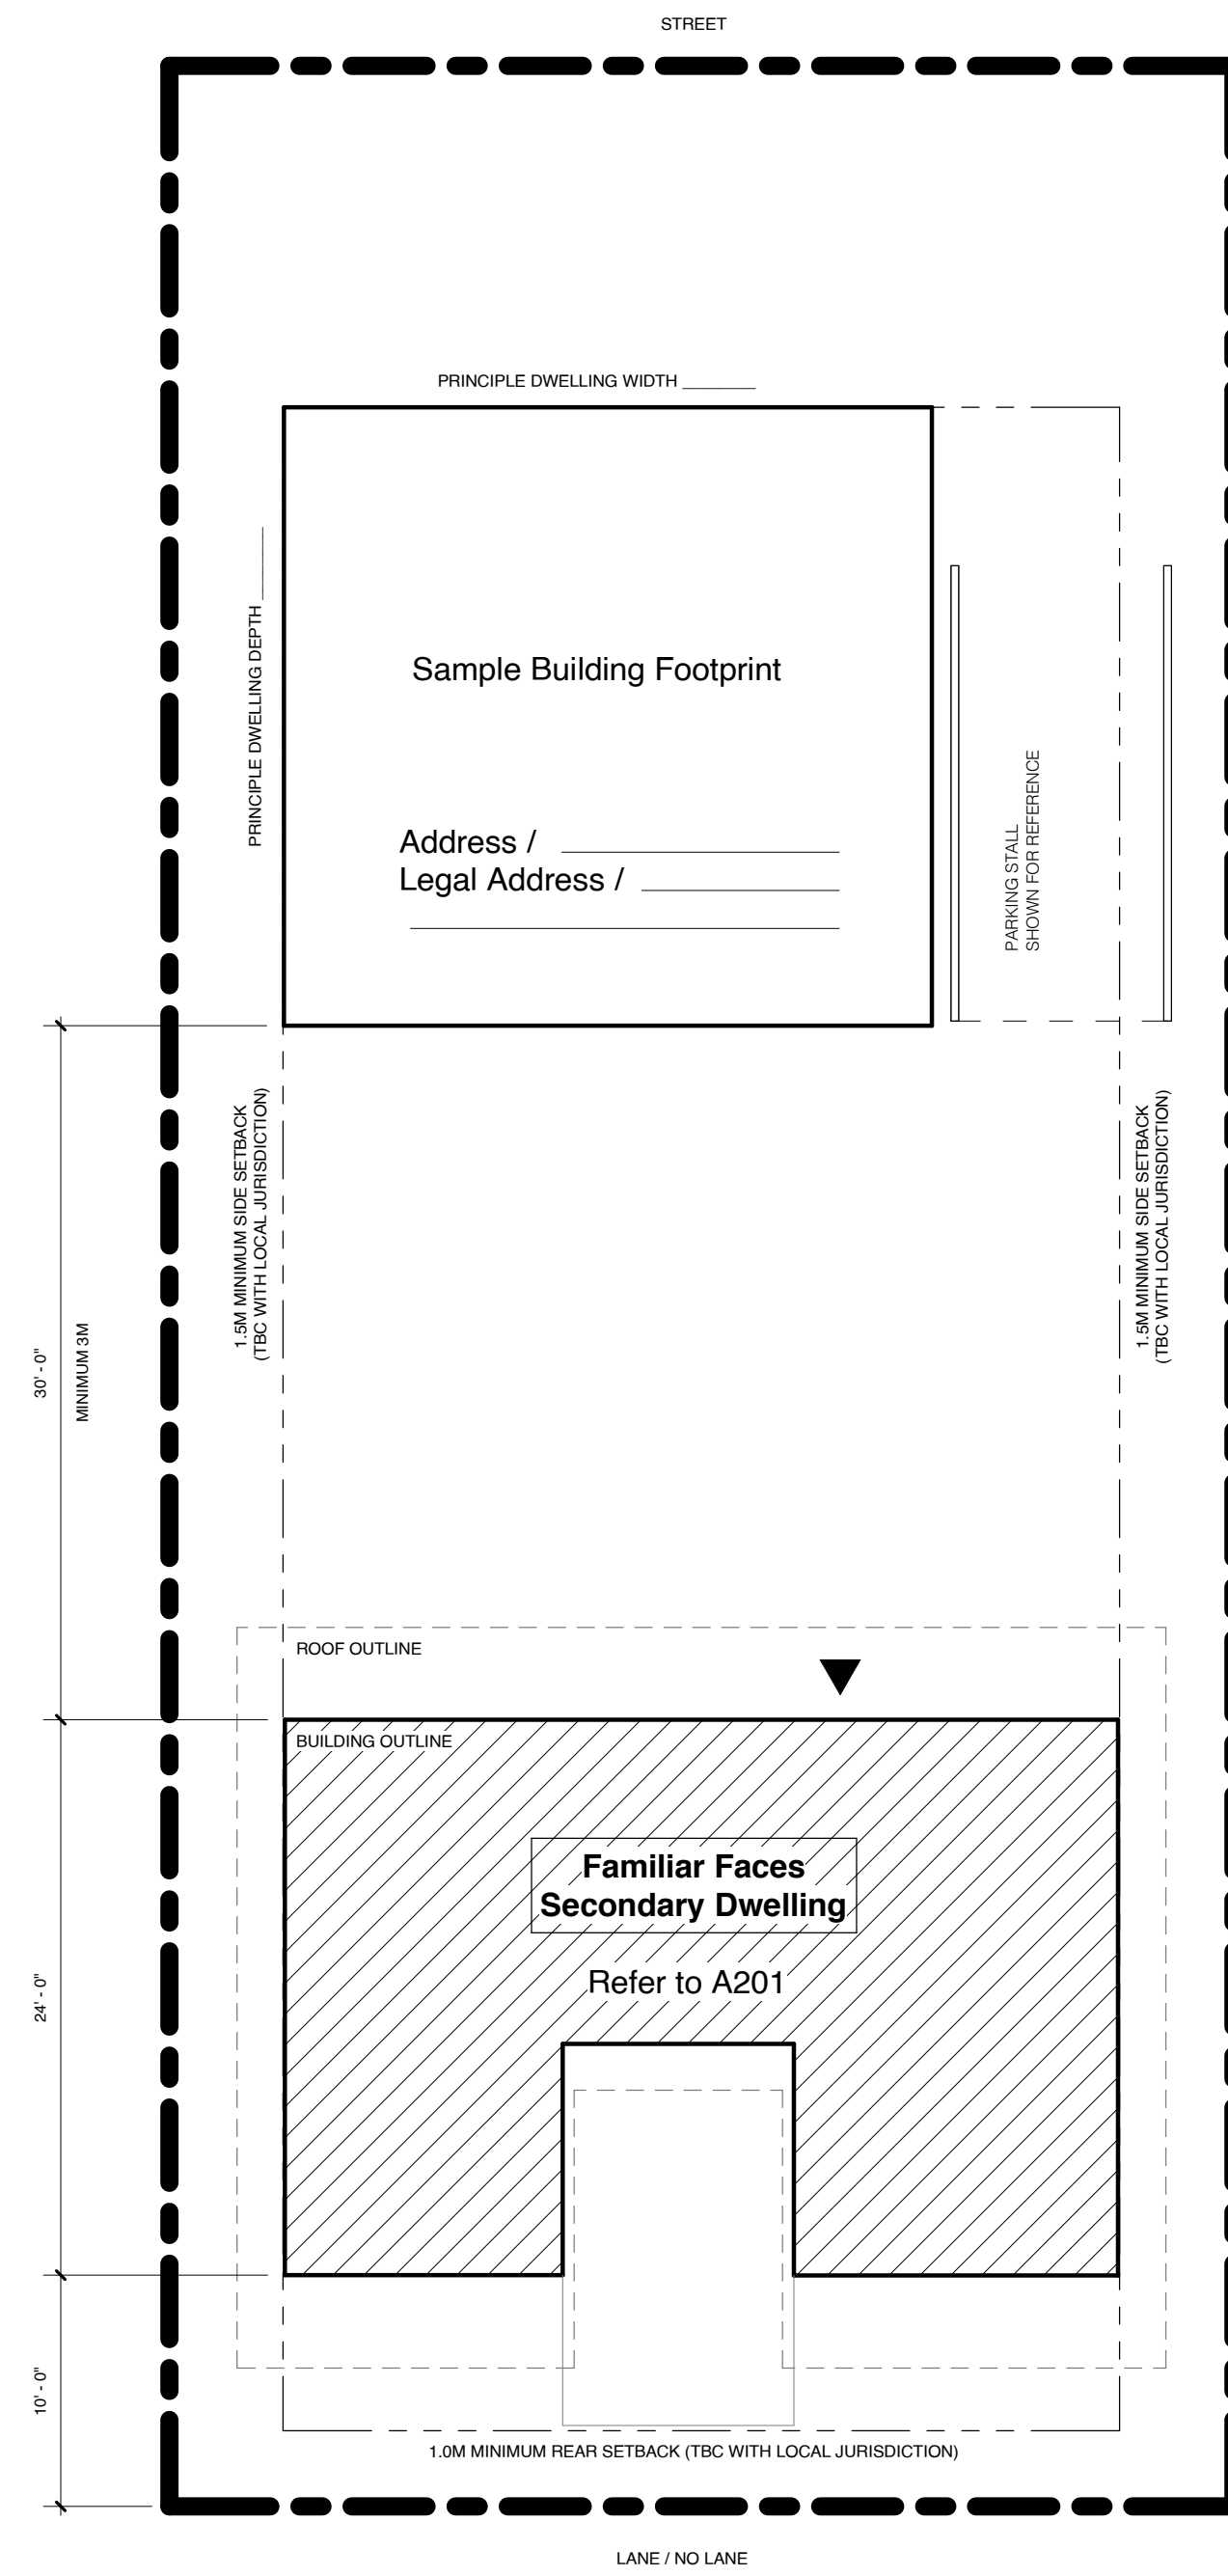 STREET
PRINCIPLE DWELLING WIDTH ________
PRINCIPLE DWELLING DEPTH ________
Sample Building Footprint
Address / ________
Legal Address / ________
PARKING STALL
SHOWN FOR REFERENCE
1.5M MINIMUM SIDE SETBACK
(TBC WITH LOCAL JURISDICTION)
1.5M MINIMUM SIDE SETBACK
(TBC WITH LOCAL JURISDICTION)
30' - 0"
MINIMUM 3M
ROOF OUTLINE
BUILDING OUTLINE
Familiar Faces
Secondary Dwelling
Refer to A201
24' - 0"
10' - 0"
1.0M MINIMUM REAR SETBACK (TBC WITH LOCAL JURISDICTION)
LANE / NO LANE